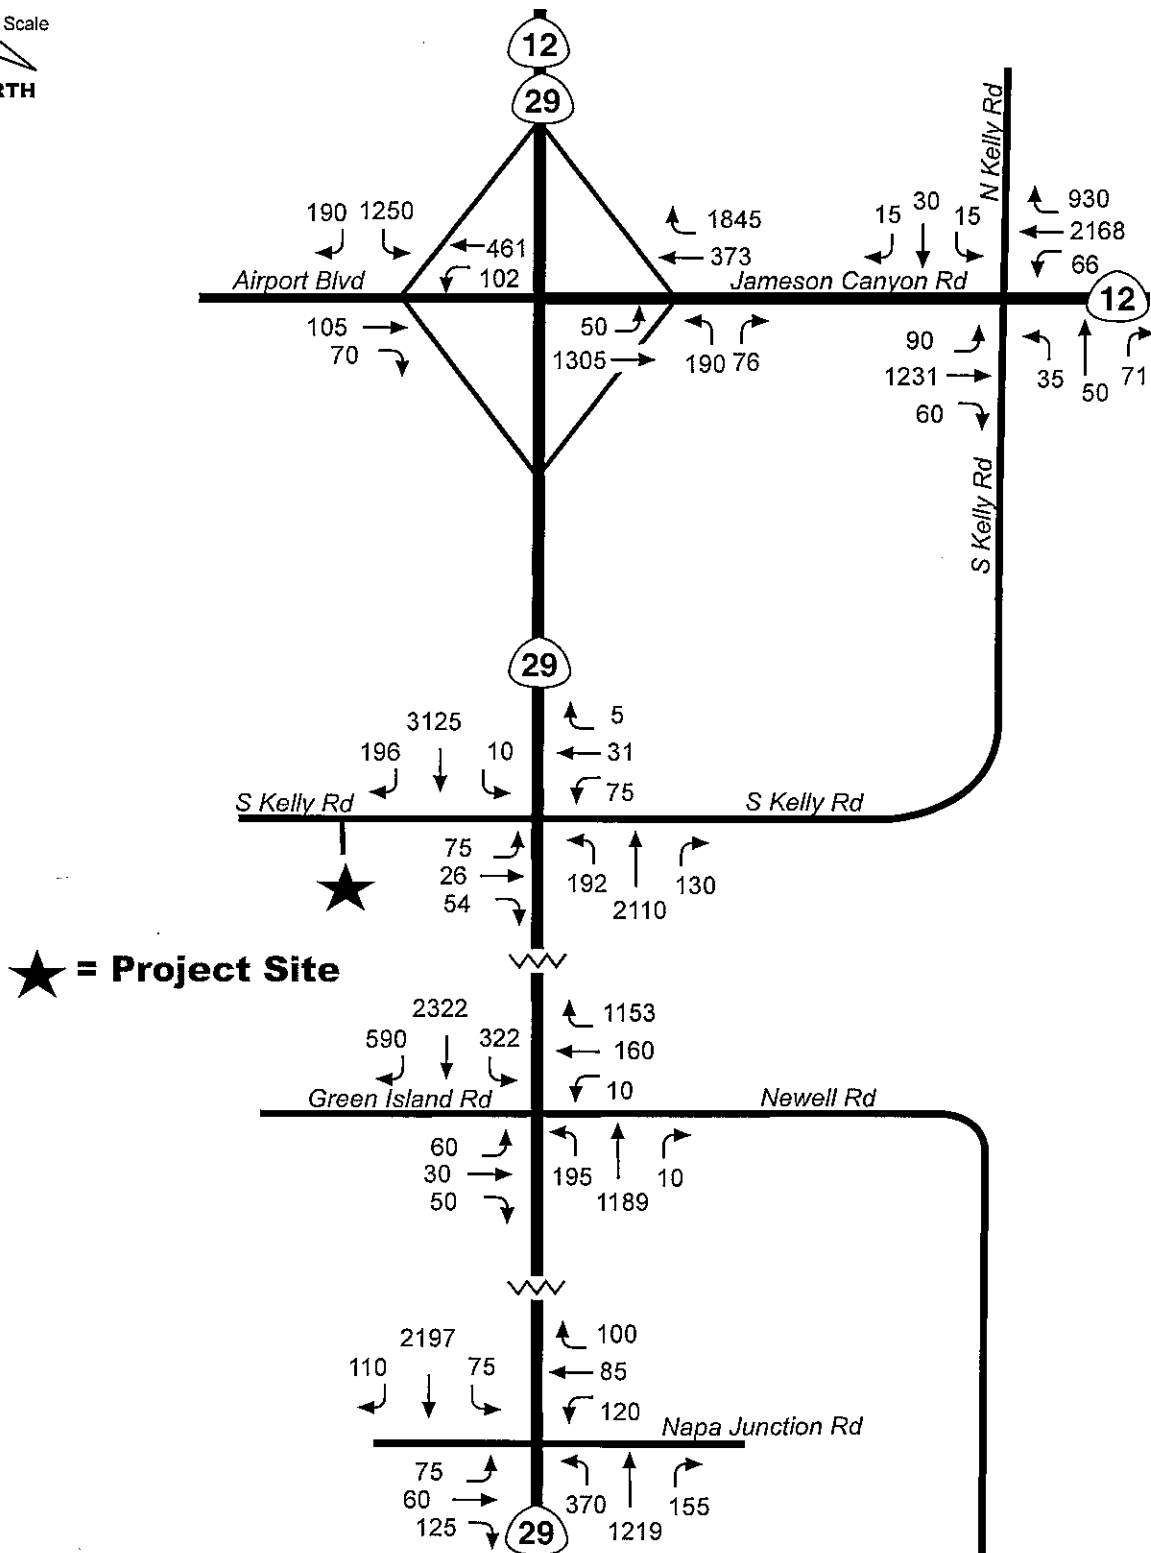 Scale
RTH
12
29
N Kelly Rd
190 1250
461
102
1845
373
15 30 15
930
2168
66
Airport Blvd
Jameson Canyon Rd
12
105
70
50
1305
190 76
90
1231
60
35 50 71
S Kelly Rd
29
3125
196 10
5
31
75
S Kelly Rd
S Kelly Rd
75
26
54
192 2110 130
= Project Site
2322
590 322
1153
160
10
Green Island Rd
Newell Rd
60
30
50
195 1189 10
2197
110 75
100
85
120
Napa Junction Rd
75
60
125
370 1219 155
29